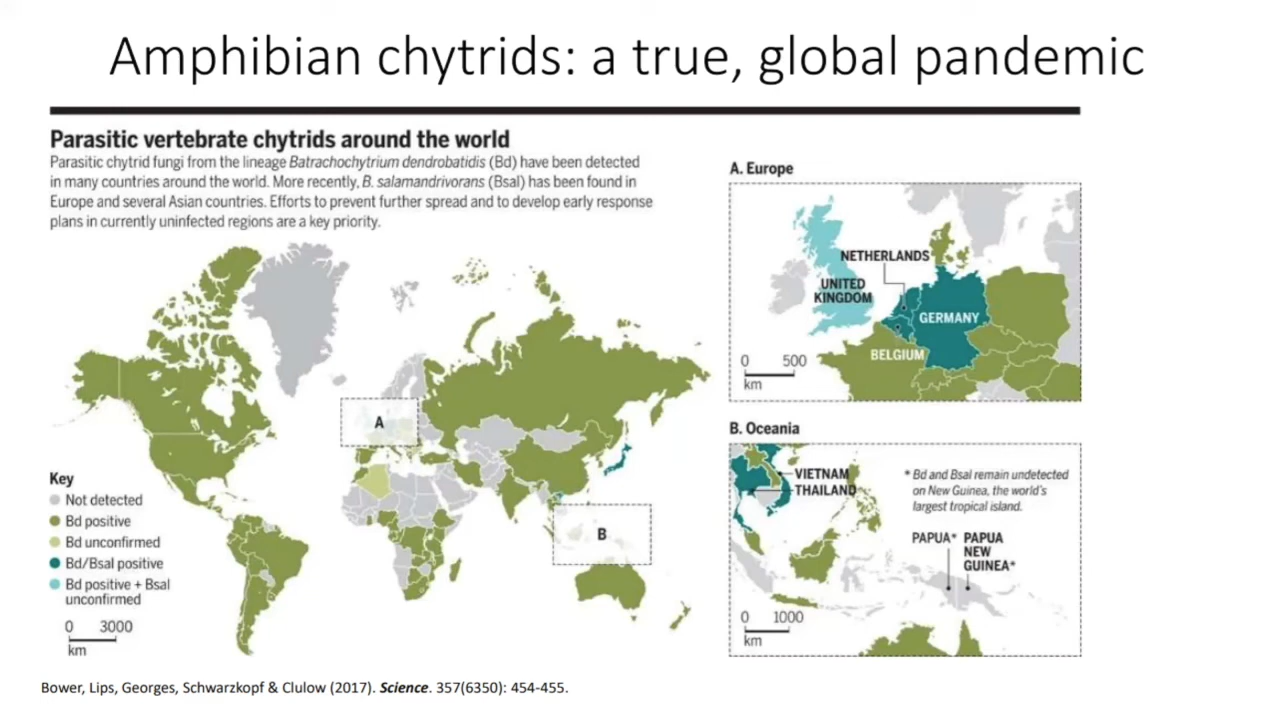 Amphibian chytrids: a true, global pandemic
Parasitic vertebrate chytrids around the world
Parasitic chytrid fungi from the lineage Batrachochytrium dendrobatidis (Bd) have been detected
in many countries around the world. More recently, B. salamandrivorans (Bsal) has been found in
Europe and several Asian countries. Efforts to prevent further spread and to develop early response
plans in currently uninfected regions are a key priority.
A
B
Key
Not detected
Bd positive
Bd unconfirmed
Bd/Bsal positive
Bd positive + Bsal
unconfirmed
0 3000
km
A. Europe
NETHERLANDS
UNITED
KINGDOM
GERMANY
BELGIUM
0 500
km
B. Oceania
VIETNAM
THAILAND
* Bd and Bsal remain undetected
on New Guinea, the world's
largest tropical island.
PAPUA*
PAPUA
NEW
GUINEA*
0 1000
km
Bower, Lips, Georges, Schwarzkopf & Clulow (2017). Science. 357(6350): 454-455.